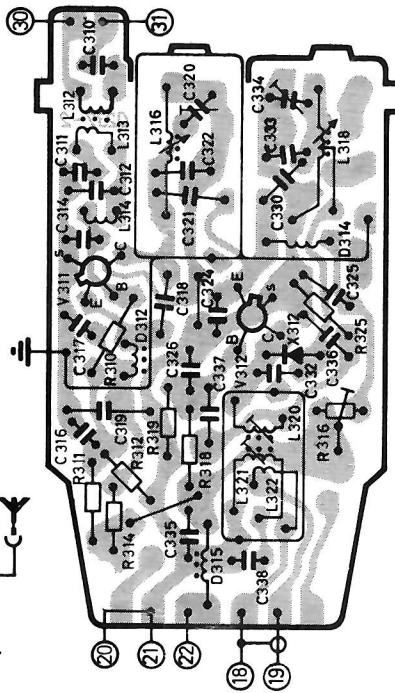 30
31
C310
L312
L313
C311
C312
C314
L314
S
C
V311
E
B
C317
R310
D312
C316
C319
R311
R312
R314
R319
R318
C326
C318
C324
C337
C335
D315
C338
C320
L316
C322
C321
C334
C333
C330
L318
D314
E
S
B
C
V312
X312
C332
C336
C325
R325
R316
L320
L321
L322
20
21
22
18
19